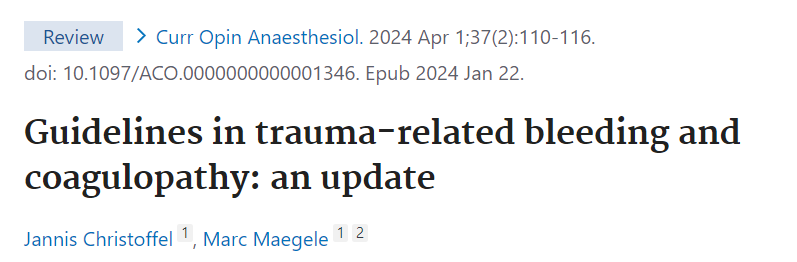 Review > Curr Opin Anaesthesiol. 2024 Apr 1;37(2):110-116.
doi: 10.1097/ACO.0000000000001346. Epub 2024 Jan 22.
Guidelines in trauma-related bleeding and
coagulopathy: an update
Jannis Christoffel 1, Marc Maegele 1 2